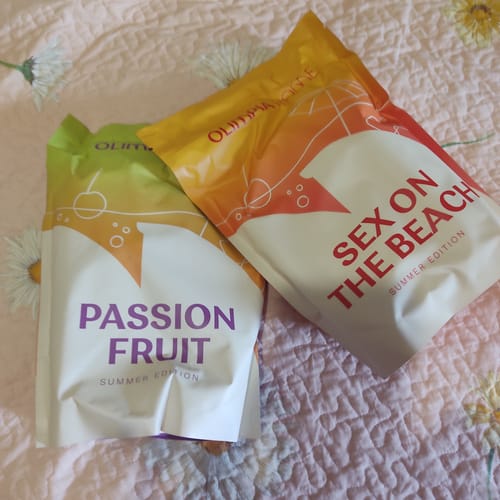 PASSION
FRUIT
SUMMER EDITION
SEX ON
THE BEACH
SUMMER EDITION